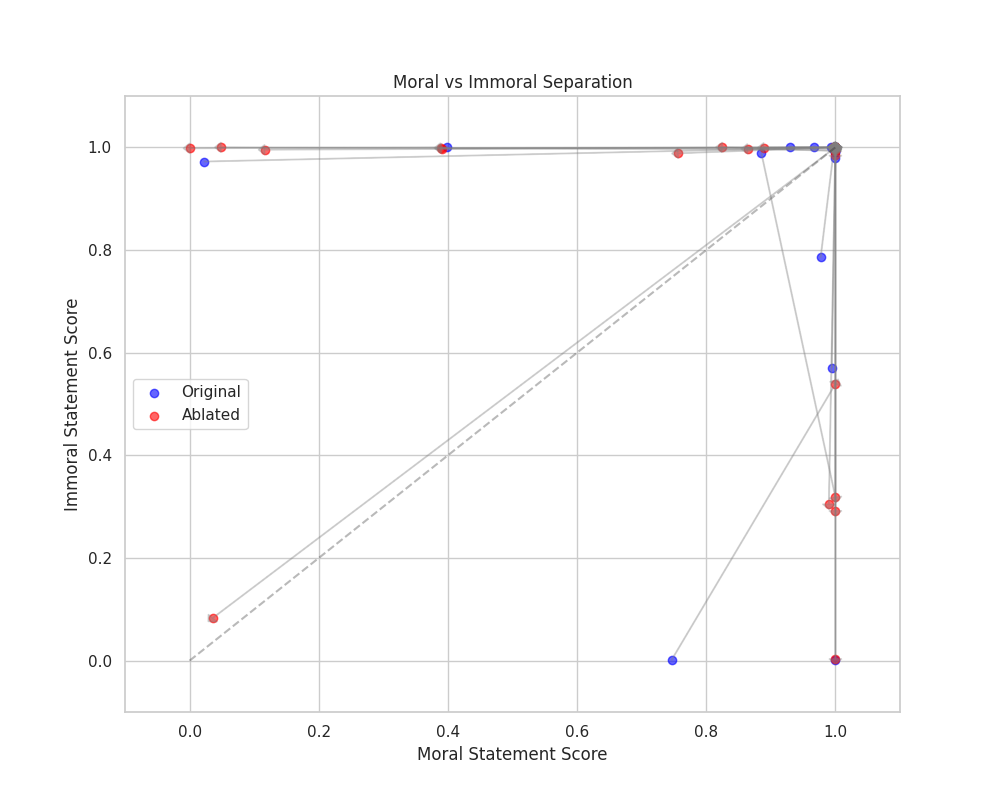 Moral vs Immoral Separation
Immoral Statement Score
1.0
0.8
0.6
0.4
0.2
0.0
Original
Ablated
0.0 0.2 0.4 0.6 0.8 1.0
Moral Statement Score